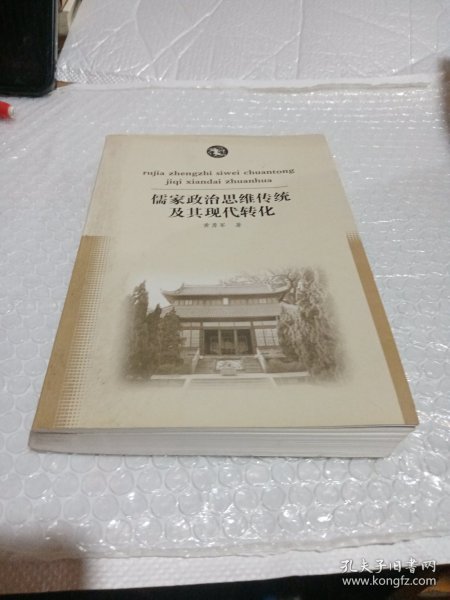 rujia zhengzhi siwei chuantong
jiqi xiandai zhuanhua
儒家政治思维传统
及其现代转化
著
孔夫子旧书网
www.kongfz.com